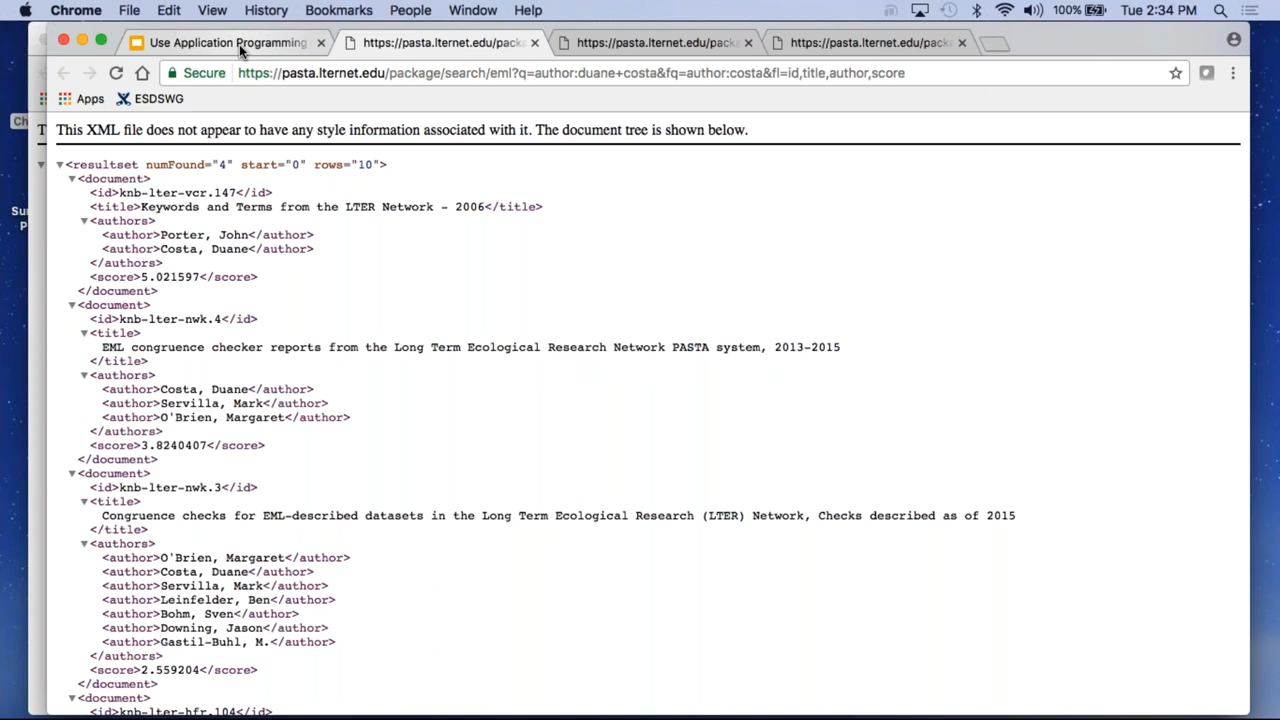 Chrome File Edit View History Bookmarks People Window Help 100% Tue 2:34 PM
Use Application Programming https://pasta.lternet.edu/packa https://pasta.lternet.edu/packa https://pasta.lternet.edu/packa
Secure https://pasta.lternet.edu/package/search/eml?q=author:duane+costa&fq=author:costa&fl=id,title,author,score
Apps ESDSWG
Ch
T This XML file does not appear to have any style information associated with it. The document tree is shown below.
<resultset numFound="4" start="0" rows="10">
<document>
<id>knb-lter-vcr.147</id>
<title>Keywords and Terms from the LTER Network - 2006</title>
Su
P
<authors>
<author>Porter, John</author>
<author>Costa, Duane</author>
</authors>
<score>5.021597</score>
</document>
<document>
<id>knb-lter-nwk.4</id>
<title>
EML congruence checker reports from the Long Term Ecological Research Network PASTA system, 2013-2015
</title>
<authors>
<author>Costa, Duane</author>
<author>Servilla, Mark</author>
<author>O'Brien, Margaret</author>
</authors>
<score>3.8240407</score>
</document>
<document>
<id>knb-lter-nwk.3</id>
<title>
Congruence checks for EML-described datasets in the Long Term Ecological Research (LTER) Network, Checks described as of 2015
</title>
<authors>
<author>O'Brien, Margaret</author>
<author>Costa, Duane</author>
<author>Servilla, Mark</author>
<author>Leinfelder, Ben</author>
<author>Bohm, Sven</author>
<author>Downing, Jason</author>
<author>Gastil-Buhl, M.</author>
</authors>
<score>2.559204</score>
</document>
<document>
<id>knb-lter-hfr.104</id>